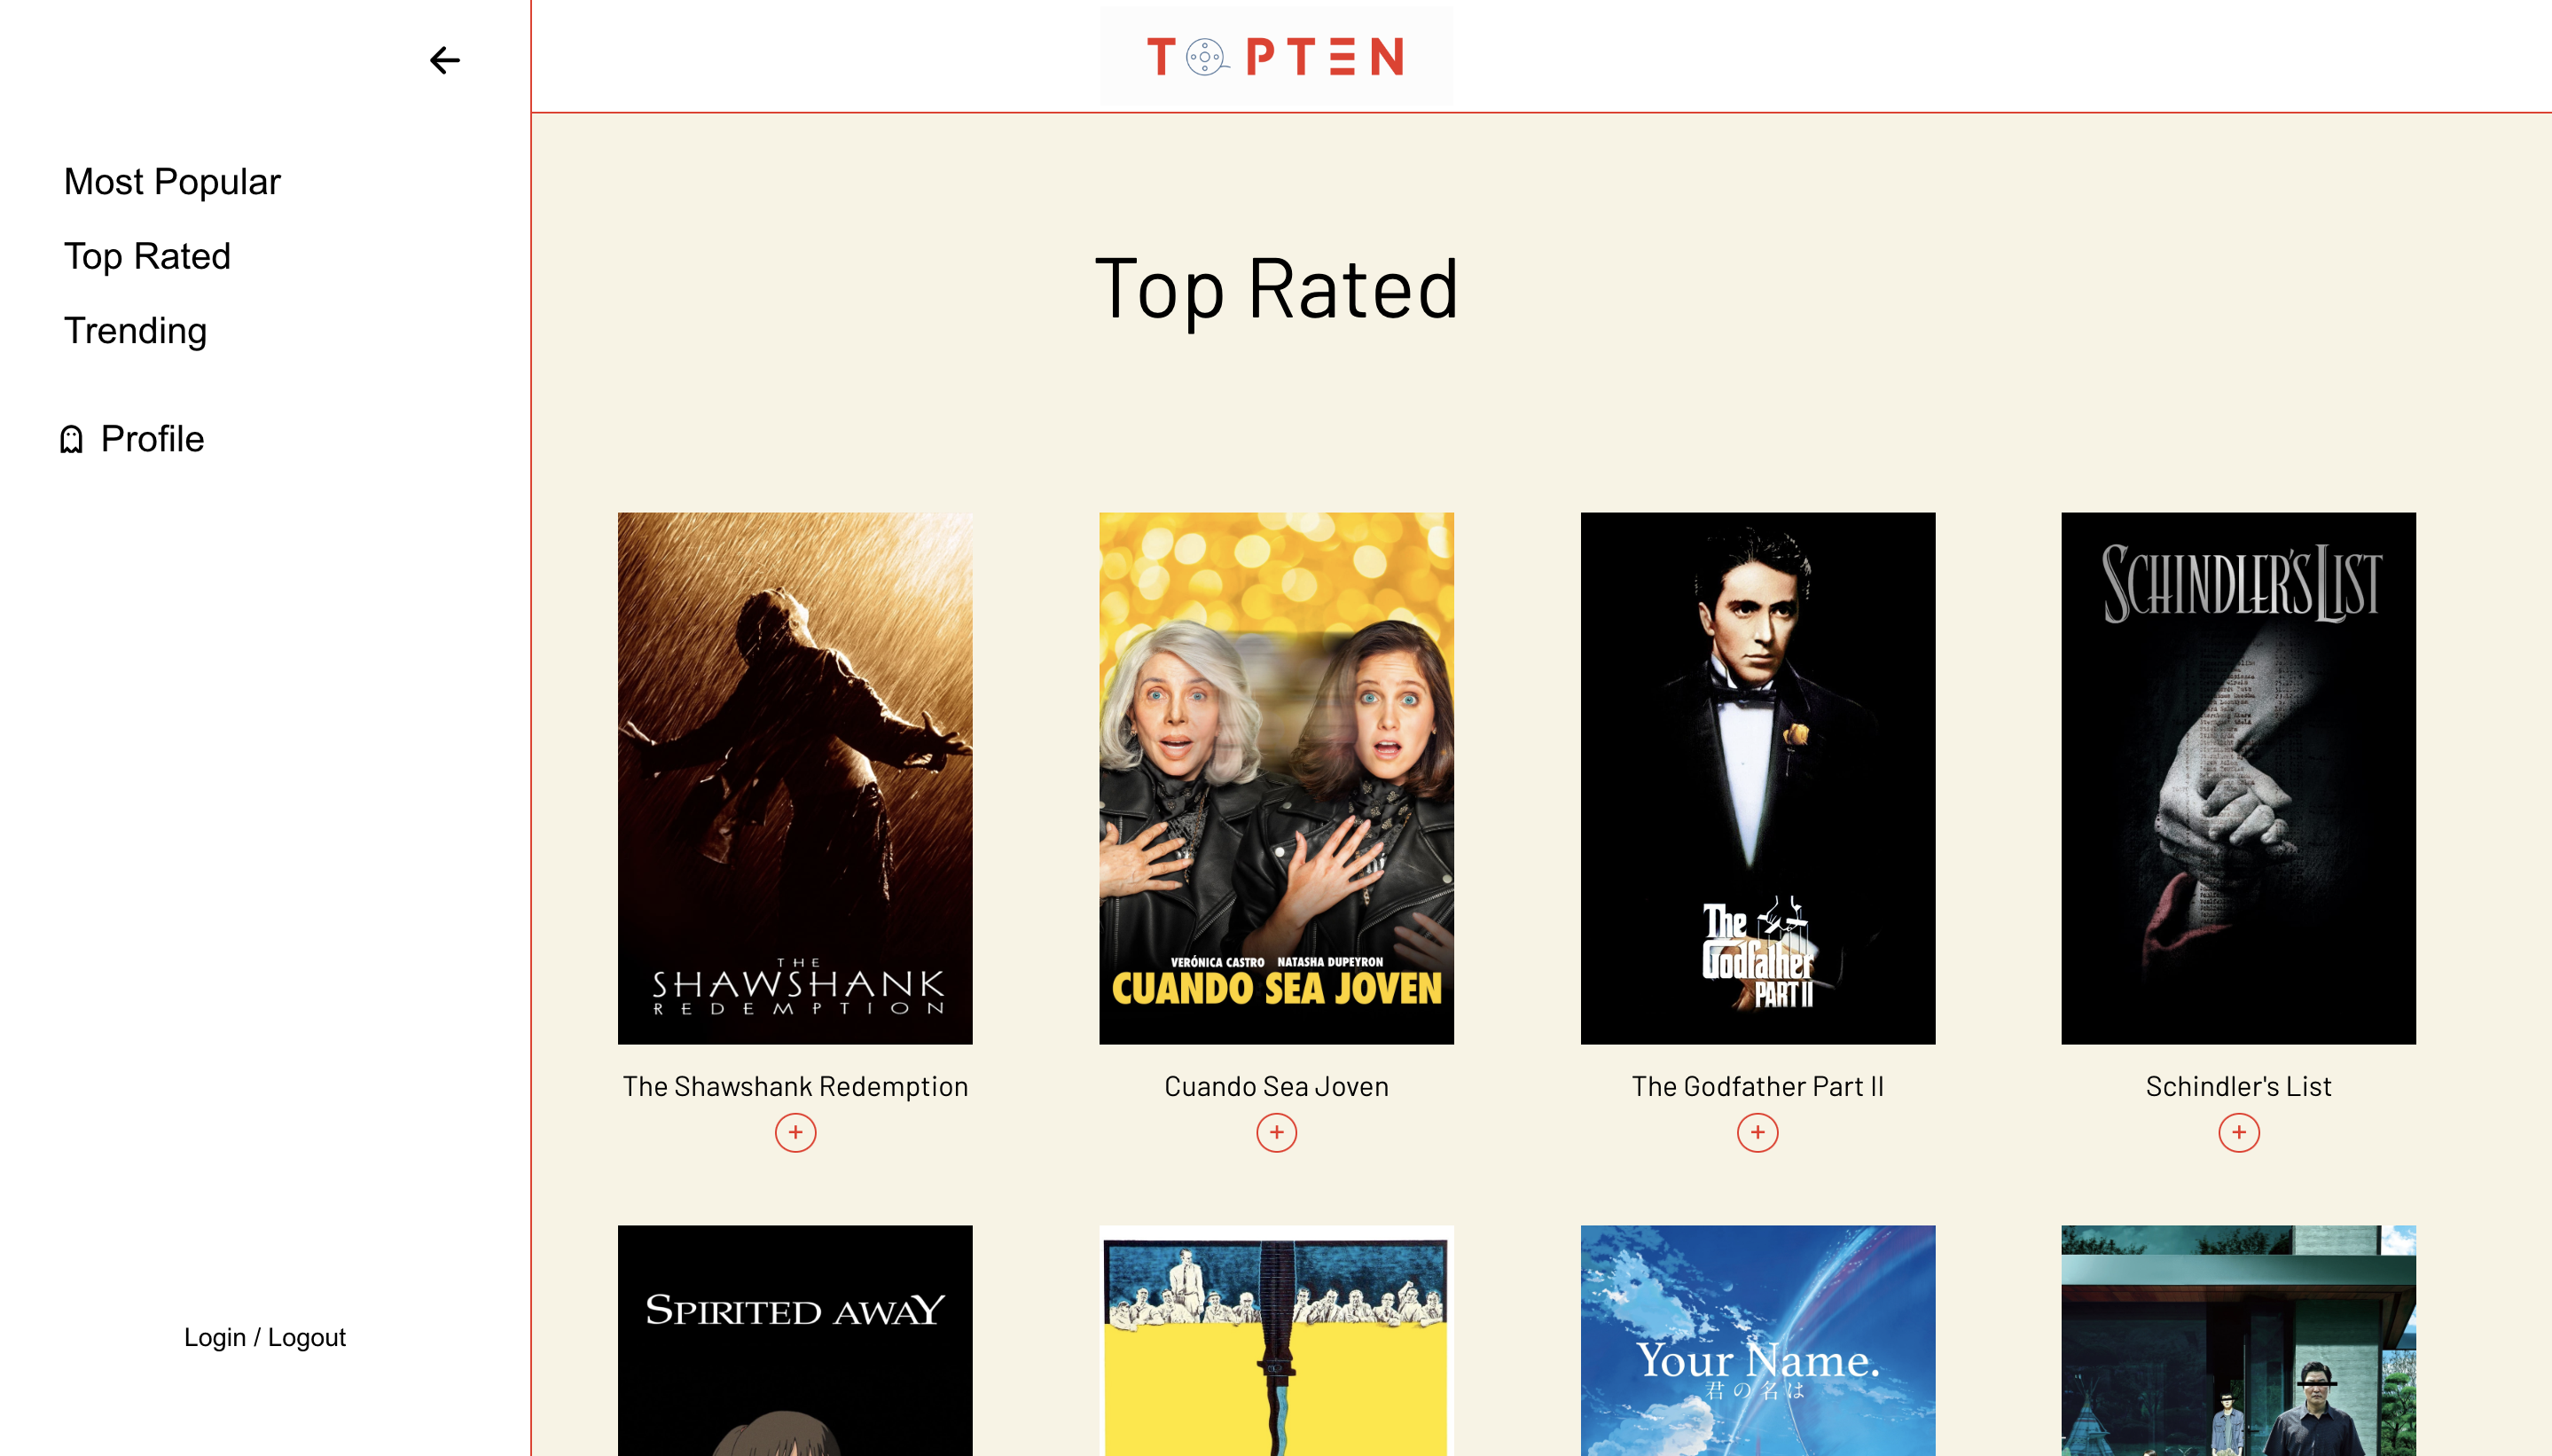 TOPTEN
Most Popular
Top Rated
Trending
Profile
Login / Logout
Top Rated
THE
SHAWSHANK
REDEMPTION
The Shawshank Redemption
+
VERÓNICA CASTRO NATASHA DUPEYRON
CUANDO SEA JOVEN
Cuando Sea Joven
+
The
Godfather
PART II
The Godfather Part II
+
SCHINDLER'S LIST
Schindler's List
+
SPIRITED AWAY
Your Name.
君の名は